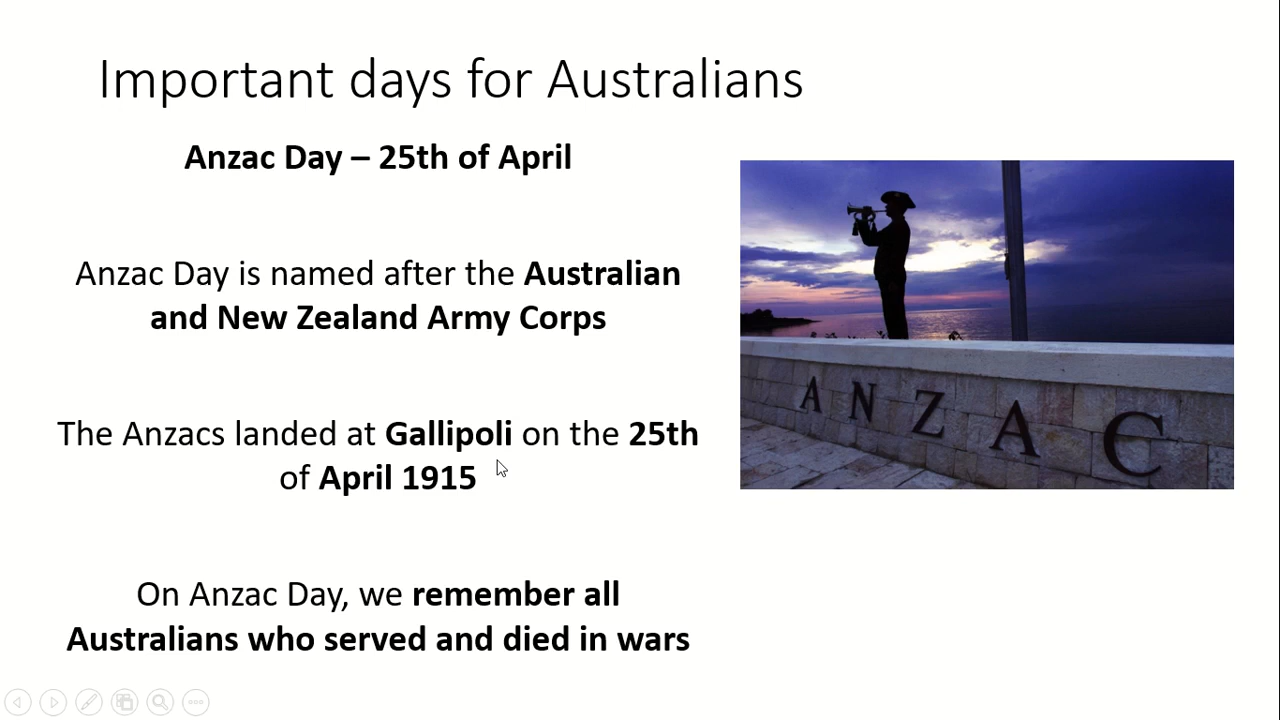 Important days for Australians
Anzac Day – 25th of April
Anzac Day is named after the Australian
and New Zealand Army Corps
The Anzacs landed at Gallipoli on the 25th
of April 1915
On Anzac Day, we remember all
Australians who served and died in wars
ANZAC